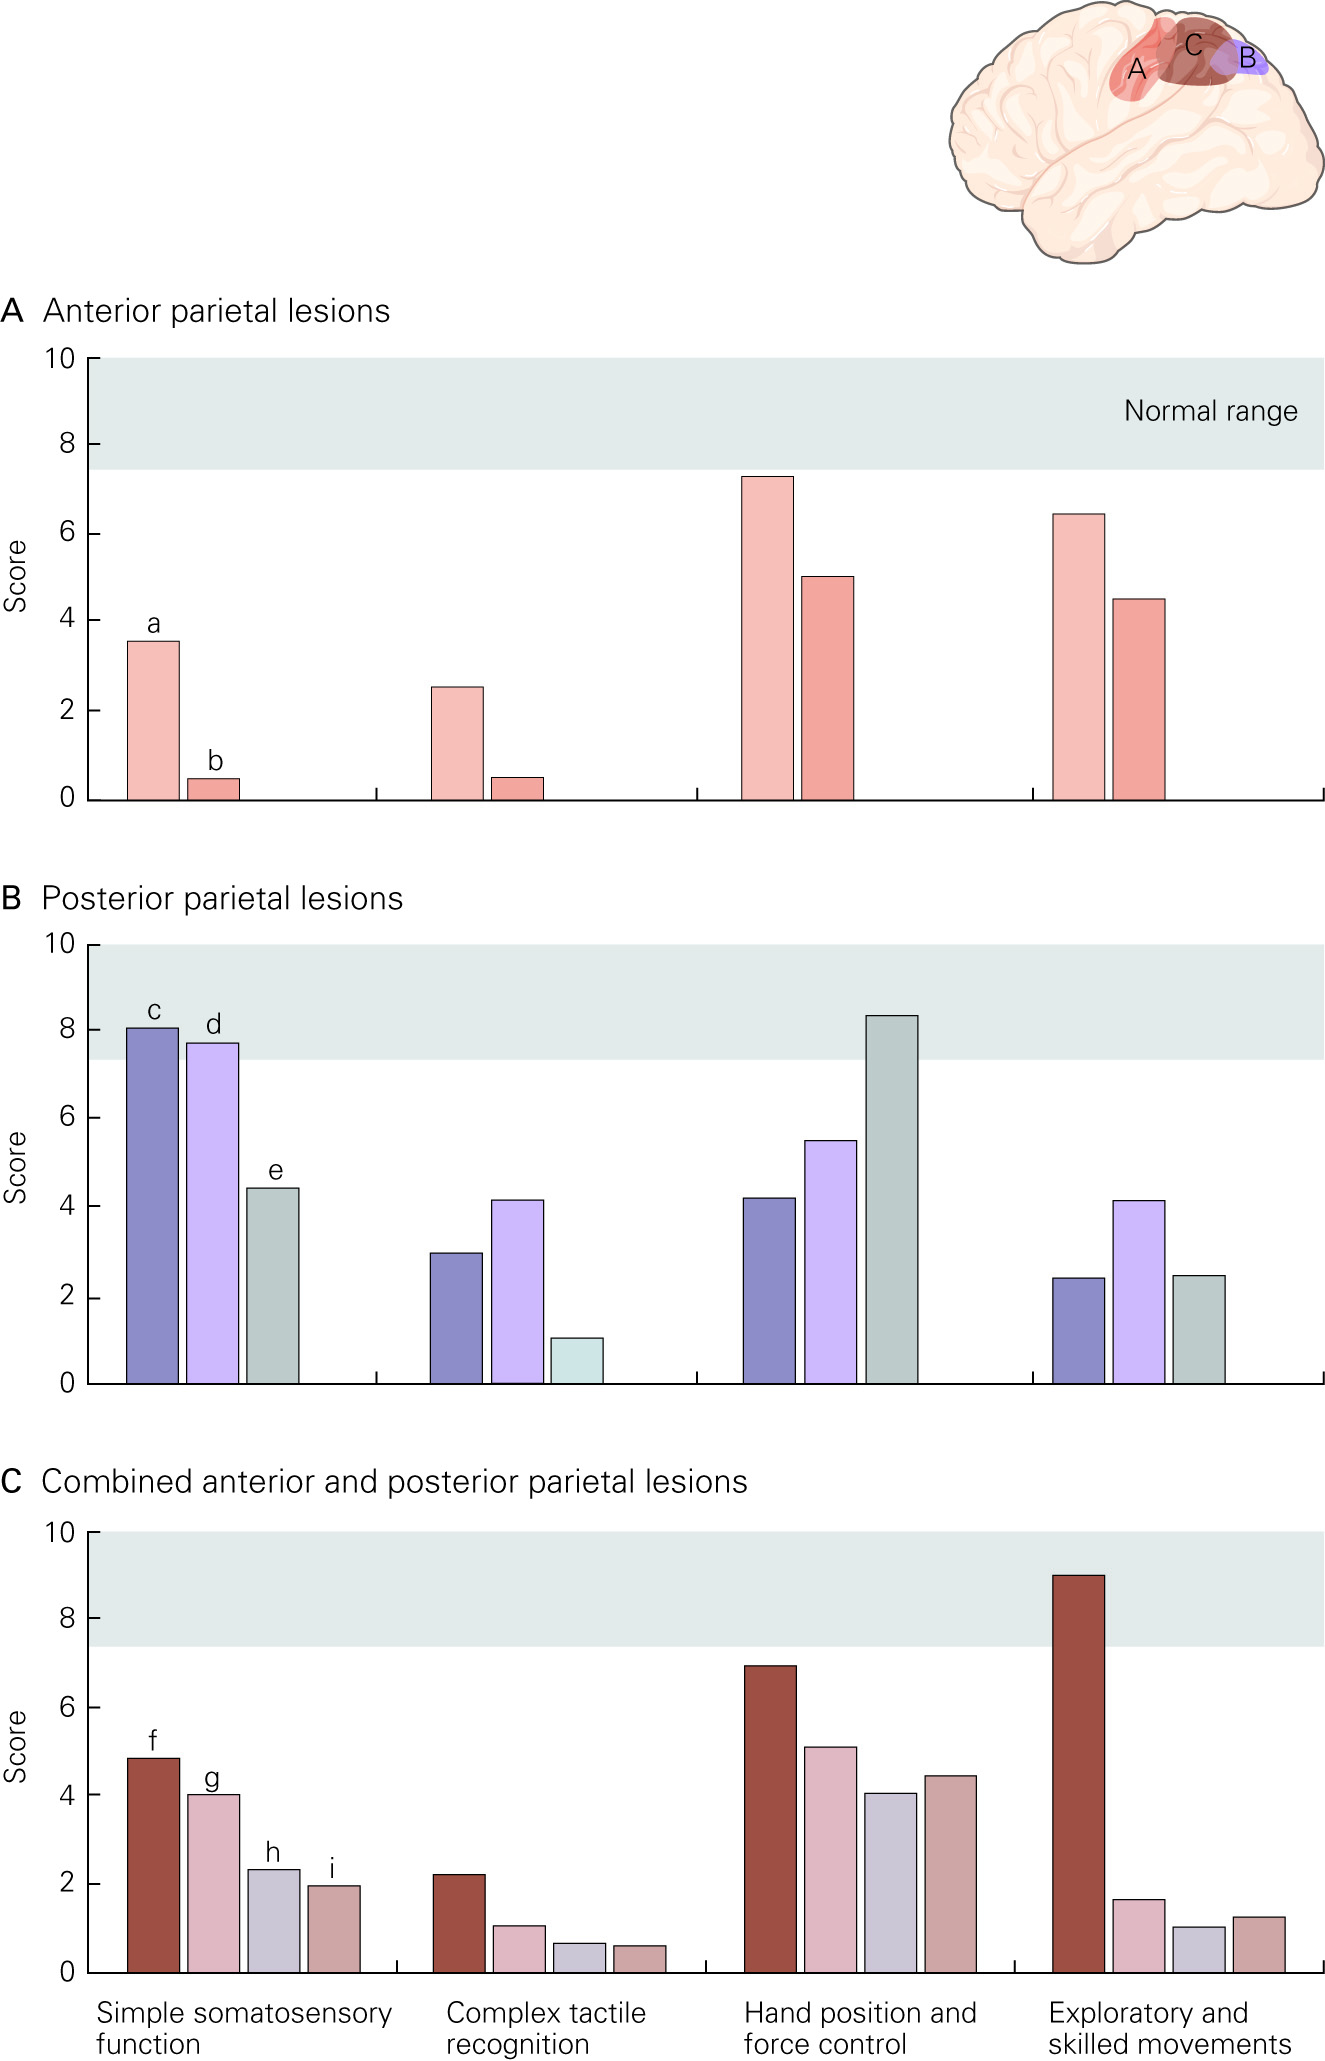 A
C
B
A Anterior parietal lesions
10
Normal range
8
6
Score
4
a
2
b
0
B Posterior parietal lesions
10
c
d
8
6
Score
e
4
2
0
C Combined anterior and posterior parietal lesions
10
8
6
Score
f
g
4
h
i
2
0
Simple somatosensory
function
Complex tactile
recognition
Hand position and
force control
Exploratory and
skilled movements